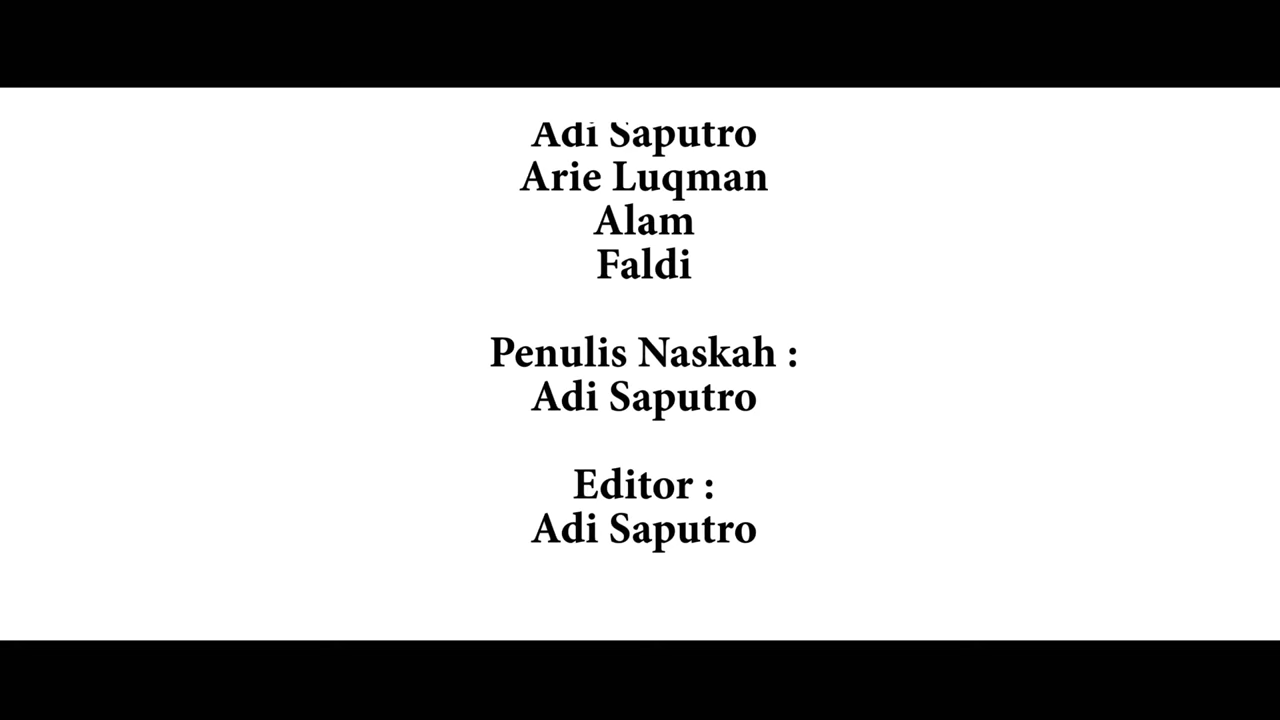 Adi Saputro
Arie Luqman
Alam
Faldi
Penulis Naskah :
Adi Saputro
Editor :
Adi Saputro